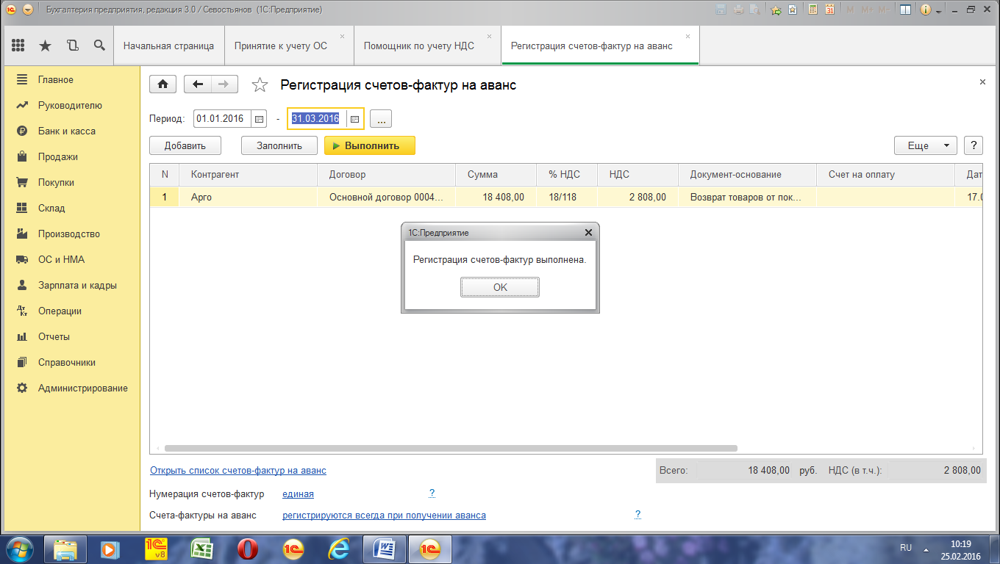 Бухгалтерия предприятия, редакция 3.0 / Севостьянов (1С:Предприятие)
M M+ M-
Начальная страница
Принятие к учету ОС
Помощник по учету НДС
Регистрация счетов-фактур на аванс
Главное
Руководителю
Банк и касса
Продажи
Покупки
Склад
Производство
ОС и НМА
Зарплата и кадры
Операции
Отчеты
Справочники
Администрирование
Регистрация счетов-фактур на аванс
Период: 01.01.2016 - 31.03.2016 ...
Добавить Заполнить Выполнить Еще ?
N Контрагент Договор Сумма % НДС НДС Документ-основание Счет на оплату Дат
1 Арго Основной договор 0004... 18 408,00 18/118 2 808,00 Возврат товаров от пок... 17.0
1С:Предприятие
Регистрация счетов-фактур выполнена.
OK
Открыть список счетов-фактур на аванс
Всего: 18 408,00 руб. НДС (в т.ч.): 2 808,00
Нумерация счетов-фактур единая ?
Счета-фактуры на аванс регистрируются всегда при получении аванса ?
RU 10:19
25.02.2016